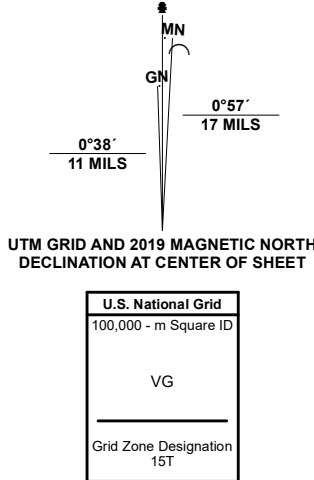 MN
GN
0°57´
17 MILS
0°38´
11 MILS
UTM GRID AND 2019 MAGNETIC NORTH
DECLINATION AT CENTER OF SHEET
U.S. National Grid
100,000 - m Square ID
VG
Grid Zone Designation
15T